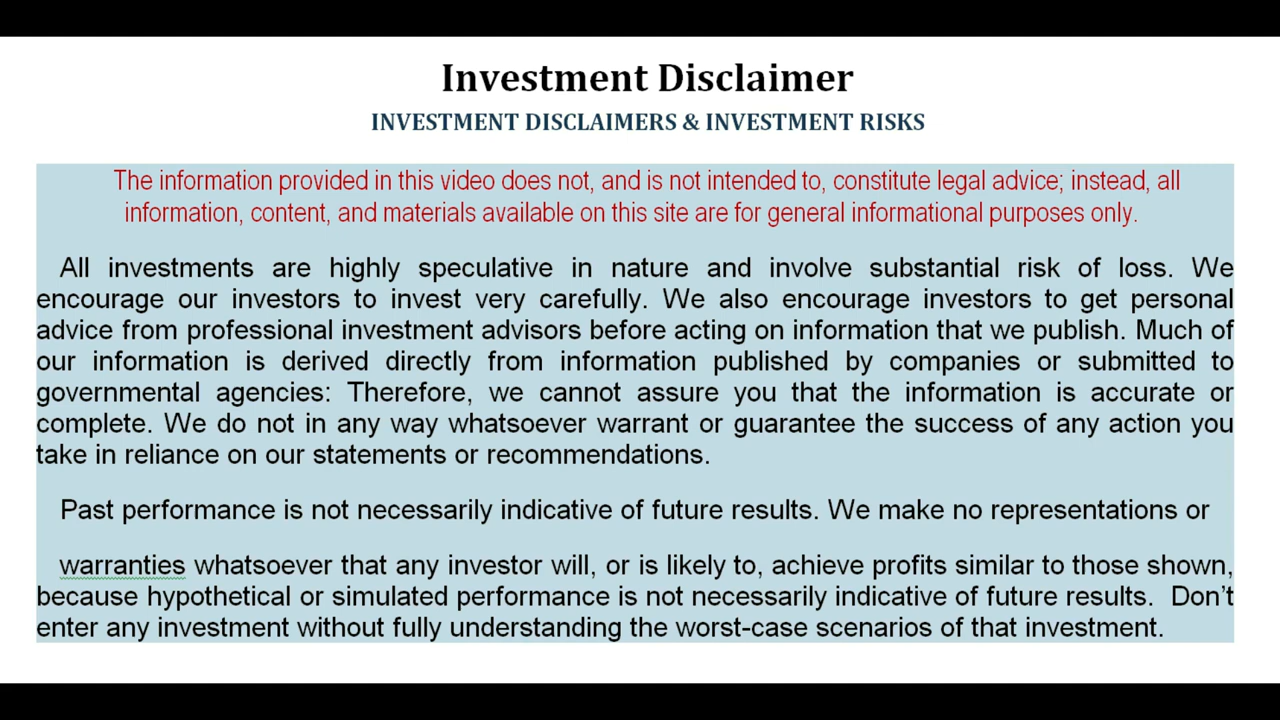 Investment Disclaimer
INVESTMENT DISCLAIMERS & INVESTMENT RISKS
The information provided in this video does not, and is not intended to, constitute legal advice; instead, all
information, content, and materials available on this site are for general informational purposes only.
All investments are highly speculative in nature and involve substantial risk of loss. We
encourage our investors to invest very carefully. We also encourage investors to get personal
advice from professional investment advisors before acting on information that we publish. Much of
our information is derived directly from information published by companies or submitted to
governmental agencies: Therefore, we cannot assure you that the information is accurate or
complete. We do not in any way whatsoever warrant or guarantee the success of any action you
take in reliance on our statements or recommendations.
Past performance is not necessarily indicative of future results. We make no representations or
warranties whatsoever that any investor will, or is likely to, achieve profits similar to those shown,
because hypothetical or simulated performance is not necessarily indicative of future results.  Don’t
enter any investment without fully understanding the worst-case scenarios of that investment.